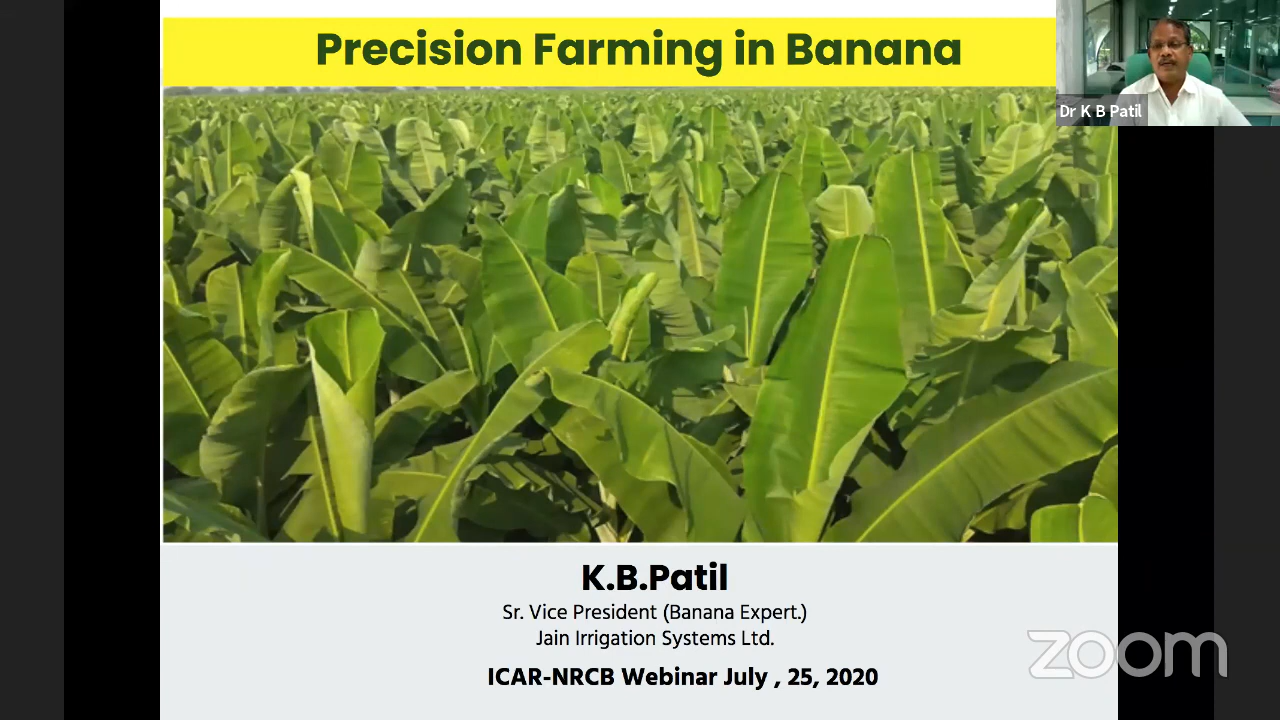 Precision Farming in Banana
Dr K B Patil
K.B.Patil
Sr. Vice President (Banana Expert.)
Jain Irrigation Systems Ltd.
ICAR-NRCB Webinar July , 25, 2020
zoom